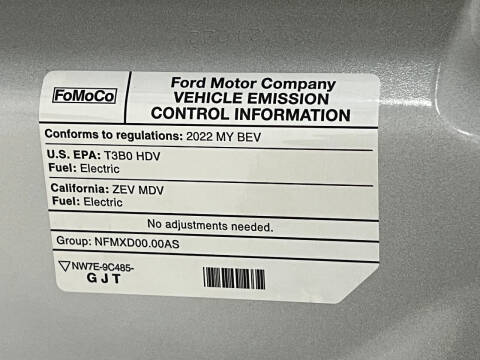 FoMoCo
Ford Motor Company
VEHICLE EMISSION
CONTROL INFORMATION
Conforms to regulations: 2022 MY BEV
U.S. EPA: T3B0 HDV
Fuel: Electric
California: ZEV MDV
Fuel: Electric
No adjustments needed.
Group: NFMXD00.00AS
NW7E-9C485-
G J T